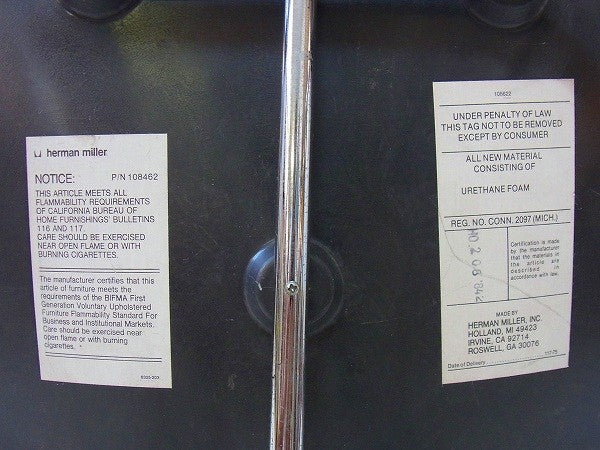 herman miller
NOTICE: P/N 108462
THIS ARTICLE MEETS ALL
FLAMMABILITY REQUIREMENTS
OF CALIFORNIA BUREAU OF
HOME FURNISHINGS' BULLETINS
116 AND 117.
CARE SHOULD BE EXERCISED
NEAR OPEN FLAME OR WITH
BURNING CIGARETTES.
The manufacturer certifies that this
article of furniture meets the
requirements of the BIFMA First
Generation Voluntary Upholstered
Furniture Flammability Standard For
Business and Institutional Markets.
Care should be exercised near
open flame or with burning
cigarettes.
108622
UNDER PENALTY OF LAW
THIS TAG NOT TO BE REMOVED
EXCEPT BY CONSUMER
ALL NEW MATERIAL
CONSISTING OF
URETHANE FOAM
REG. NO. CONN. 2097 (MICH.)
Certification is made
by the manufacturer
that the materials in
the article are
described in
accordance with law.
MADE BY
HERMAN MILLER, INC.
HOLLAND, MI 49423
IRVINE, CA 92714
ROSWELL, GA 30076
Date of Delivery